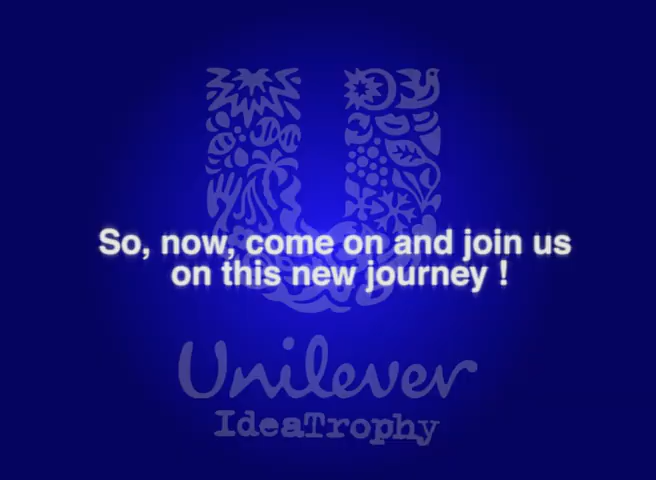 So, now, come on and join us
on this new journey !
Unilever
IdeaTrophy